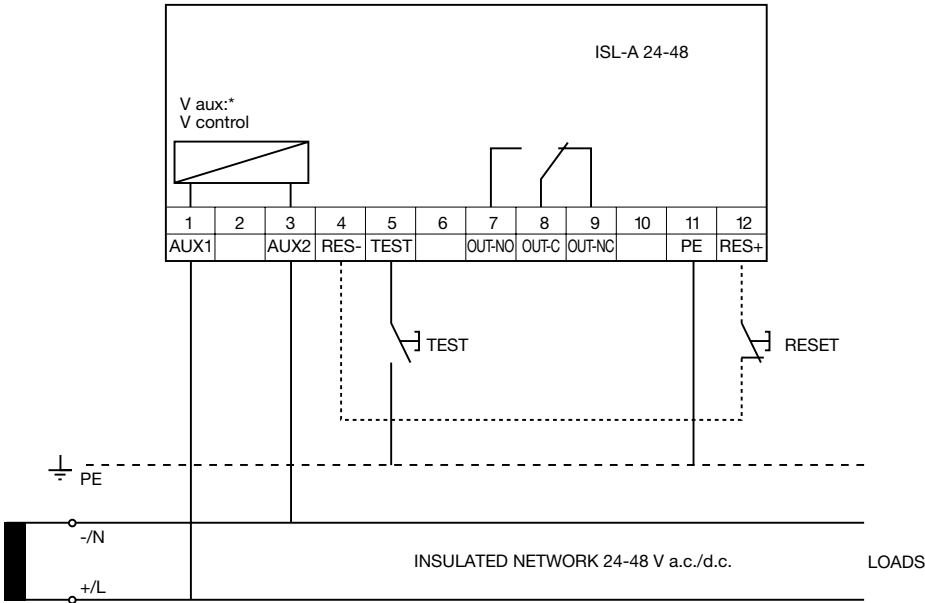 ISL-A 24-48
V aux:*
V control
1 2 3 4 5 6 7 8 9 10 11 12
AUX1 AUX2 RES- TEST OUT-NO OUT-C OUT-NC PE RES+
TEST
RESET
PE
-/N
INSULATED NETWORK 24-48 V a.c./d.c.
LOADS
+/L